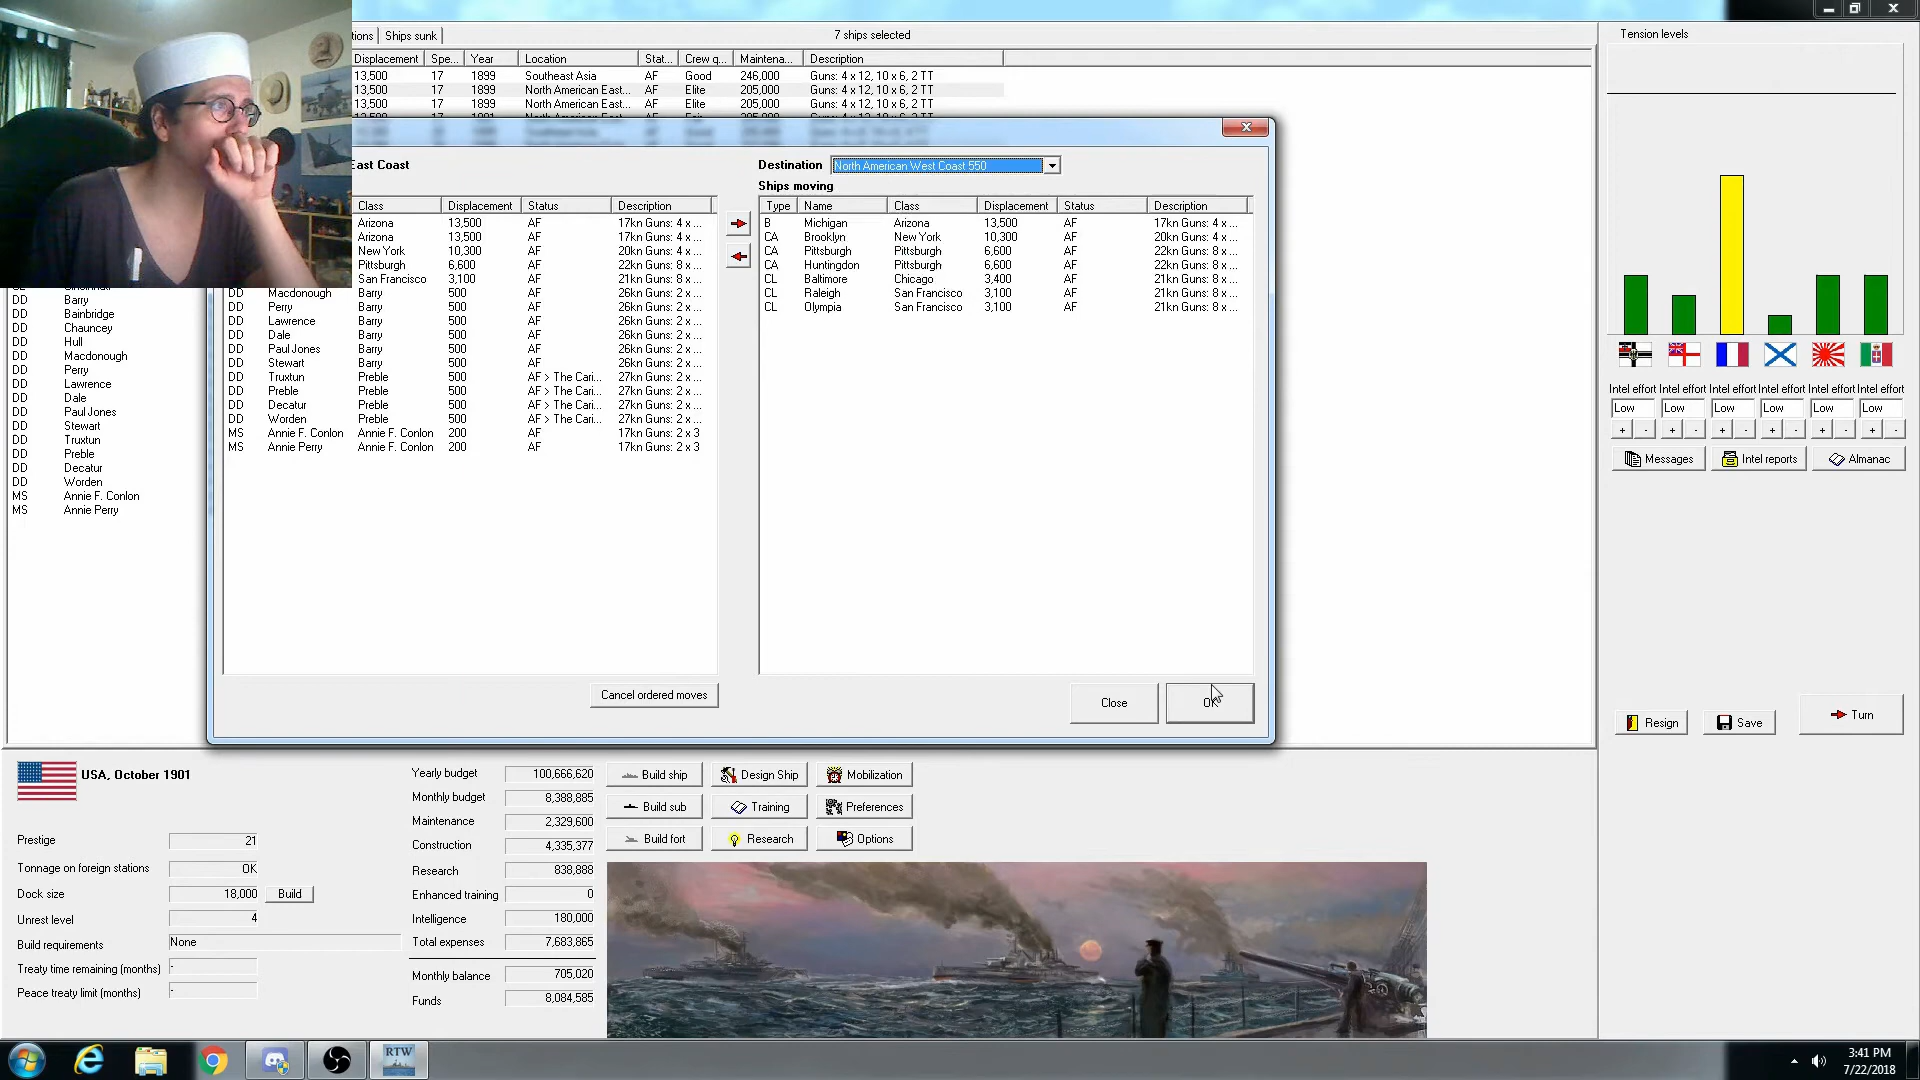 tions Ships sunk 7 ships selected Tension levels
Displacement Spe... Year Location Stat... Crew q... Maintena... Description
13,500 17 1899 Southeast Asia AF Good 246,000 Guns: 4 x 12, 10 x 6, 2 TT
13,500 17 1899 North American East... AF Elite 205,000 Guns: 4 x 12, 10 x 6, 2 TT
13,500 17 1899 North American East... AF Elite 205,000 Guns: 4 x 12, 10 x 6, 2 TT
East Coast
Class Displacement Status Description
Arizona 13,500 AF 17kn Guns: 4 x ...
Arizona 13,500 AF 17kn Guns: 4 x ...
New York 10,300 AF 20kn Guns: 4 x ...
Pittsburgh 6,600 AF 22kn Guns: 8 x ...
San Francisco 3,100 AF 21kn Guns: 8 x ...
DD Macdonough Barry 500 AF 26kn Guns: 2 x ...
DD Perry Barry 500 AF 26kn Guns: 2 x ...
DD Lawrence Barry 500 AF 26kn Guns: 2 x ...
DD Dale Barry 500 AF 26kn Guns: 2 x ...
DD Paul Jones Barry 500 AF 26kn Guns: 2 x ...
DD Stewart Barry 500 AF 26kn Guns: 2 x ...
DD Truxtun Preble 500 AF > The Cari... 27kn Guns: 2 x ...
DD Preble Preble 500 AF > The Cari... 27kn Guns: 2 x ...
DD Decatur Preble 500 AF > The Cari... 27kn Guns: 2 x ...
DD Worden Preble 500 AF > The Cari... 27kn Guns: 2 x ...
MS Annie F. Conlon Annie F. Conlon 200 AF 17kn Guns: 2 x 3
MS Annie Perry Annie F. Conlon 200 AF 17kn Guns: 2 x 3
Cancel ordered moves
Destination North American West Coast 550
Ships moving
Type Name Class Displacement Status Description
B Michigan Arizona 13,500 AF 17kn Guns: 4 x ...
CA Brooklyn New York 10,300 AF 20kn Guns: 4 x ...
CA Pittsburgh Pittsburgh 6,600 AF 22kn Guns: 8 x ...
CA Huntingdon Pittsburgh 6,600 AF 22kn Guns: 8 x ...
CL Baltimore Chicago 3,400 AF 21kn Guns: 8 x ...
CL Raleigh San Francisco 3,100 AF 21kn Guns: 8 x ...
CL Olympia San Francisco 3,100 AF 21kn Guns: 8 x ...
Close OK
DD Barry
DD Bainbridge
DD Chauncey
DD Hull
DD Macdonough
DD Perry
DD Lawrence
DD Dale
DD Paul Jones
DD Stewart
DD Truxtun
DD Preble
DD Decatur
DD Worden
MS Annie F. Conlon
MS Annie Perry
Intel effort Intel effort Intel effort Intel effort Intel effort Intel effort
Low Low Low Low Low Low
+ - + - + - + - + - + -
Messages Intel reports Almanac
Resign Save Turn
USA, October 1901
Prestige 21
Tonnage on foreign stations OK
Dock size 18,000 Build
Unrest level 4
Build requirements None
Treaty time remaining (months) -
Peace treaty limit (months) -
Yearly budget 100,666,620
Monthly budget 8,388,885
Maintenance 2,329,600
Construction 4,335,377
Research 838,888
Enhanced training 0
Intelligence 180,000
Total expenses 7,683,865
Monthly balance 705,020
Funds 8,084,585
Build ship Design Ship Mobilization
Build sub Training Preferences
Build fort Research Options
RTW
3:41 PM
7/22/2018